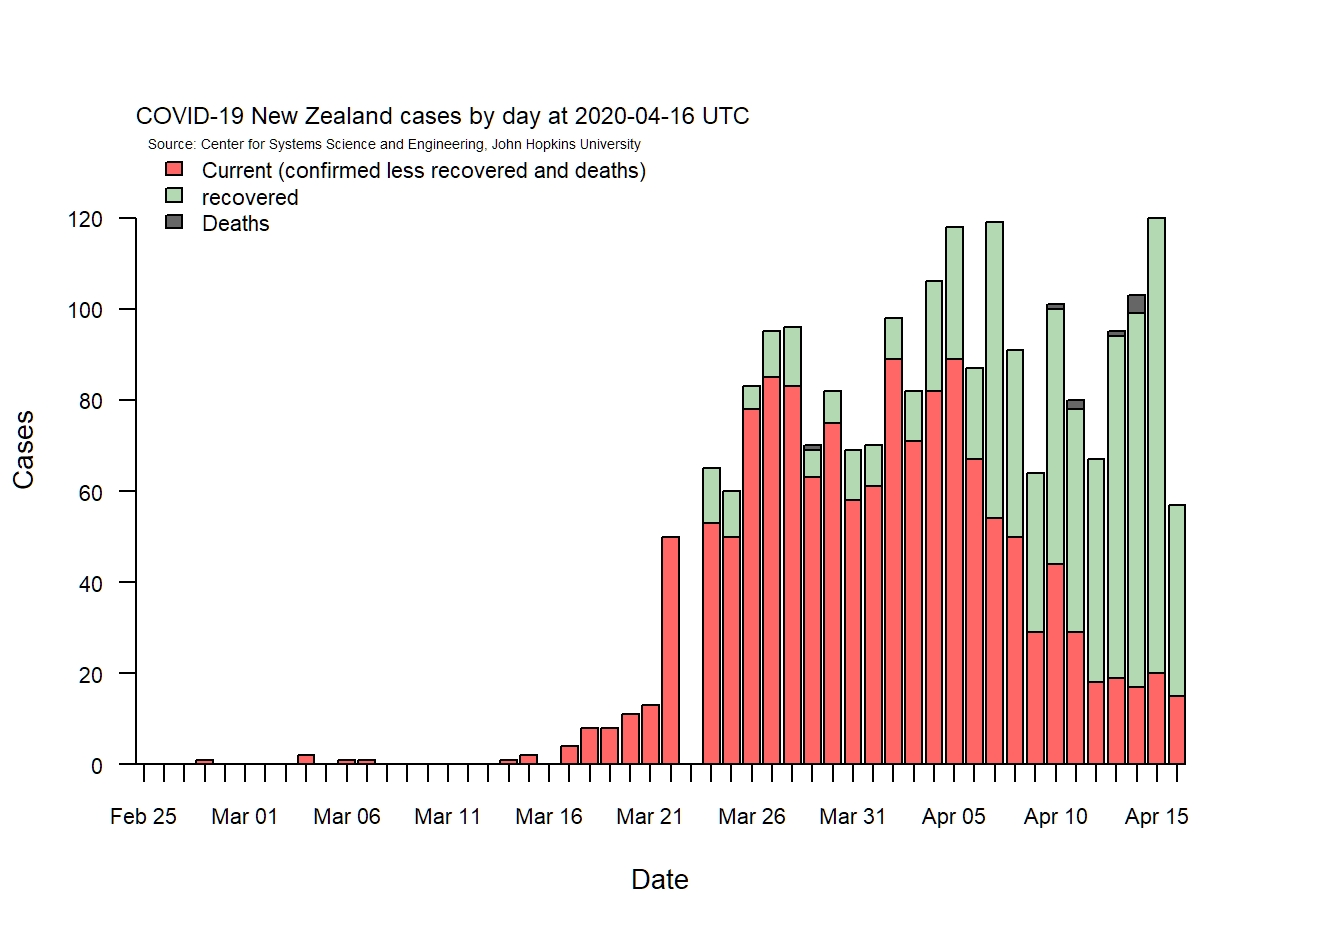 COVID-19 New Zealand cases by day at 2020-04-16 UTC
Source: Center for Systems Science and Engineering, John Hopkins University
Current (confirmed less recovered and deaths)
recovered
Deaths
120
100
80
60
40
20
0
Cases
Feb 25 Mar 01 Mar 06 Mar 11 Mar 16 Mar 21 Mar 26 Mar 31 Apr 05 Apr 10 Apr 15
Date